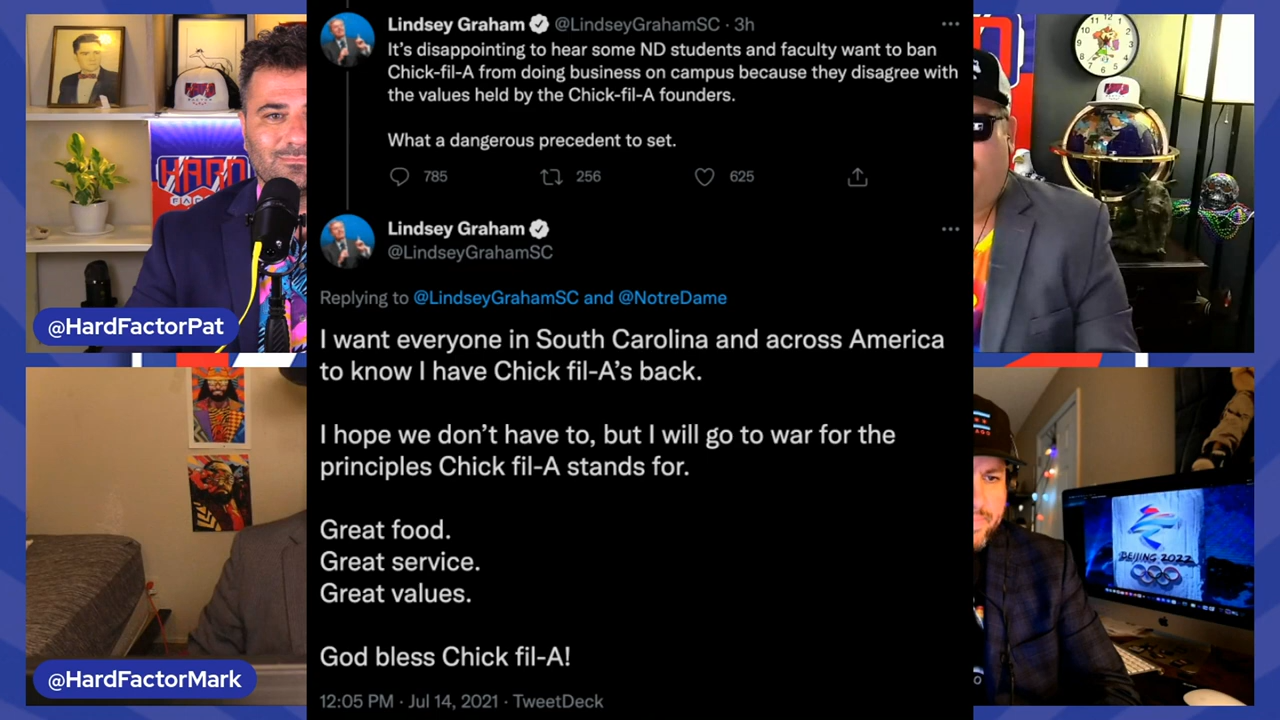 Lindsey Graham @LindseyGrahamSC · 3h
It's disappointing to hear some ND students and faculty want to ban
Chick-fil-A from doing business on campus because they disagree with
the values held by the Chick-fil-A founders.
What a dangerous precedent to set.
785 256 625
Lindsey Graham
@LindseyGrahamSC
Replying to @LindseyGrahamSC and @NotreDame
I want everyone in South Carolina and across America
to know I have Chick fil-A's back.
I hope we don't have to, but I will go to war for the
principles Chick fil-A stands for.
Great food.
Great service.
Great values.
God bless Chick fil-A!
12:05 PM · Jul 14, 2021 · TweetDeck
HARD
@HardFactorPat
@HardFactorMark
BEIJING 2022